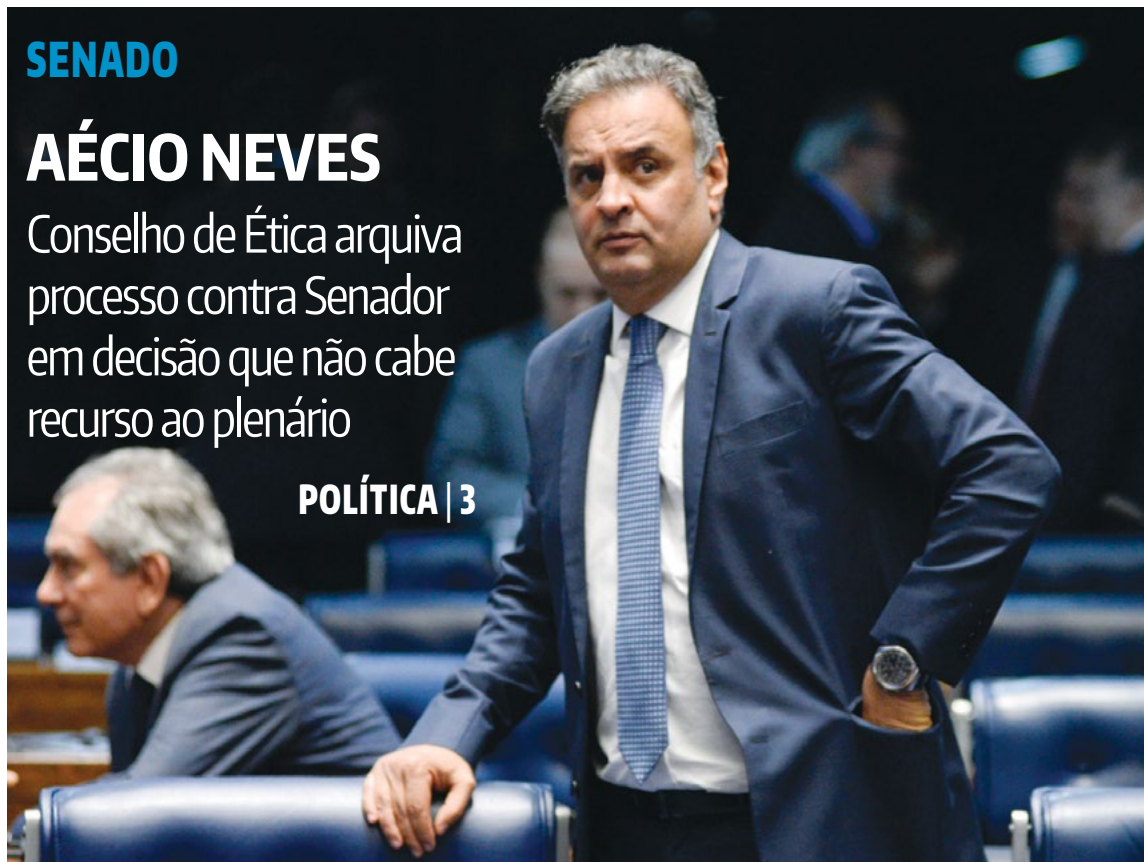 SENADO
AÉCIO NEVES
Conselho de Ética arquiva
processo contra Senador
em decisão que não cabe
recurso ao plenário
POLÍTICA | 3